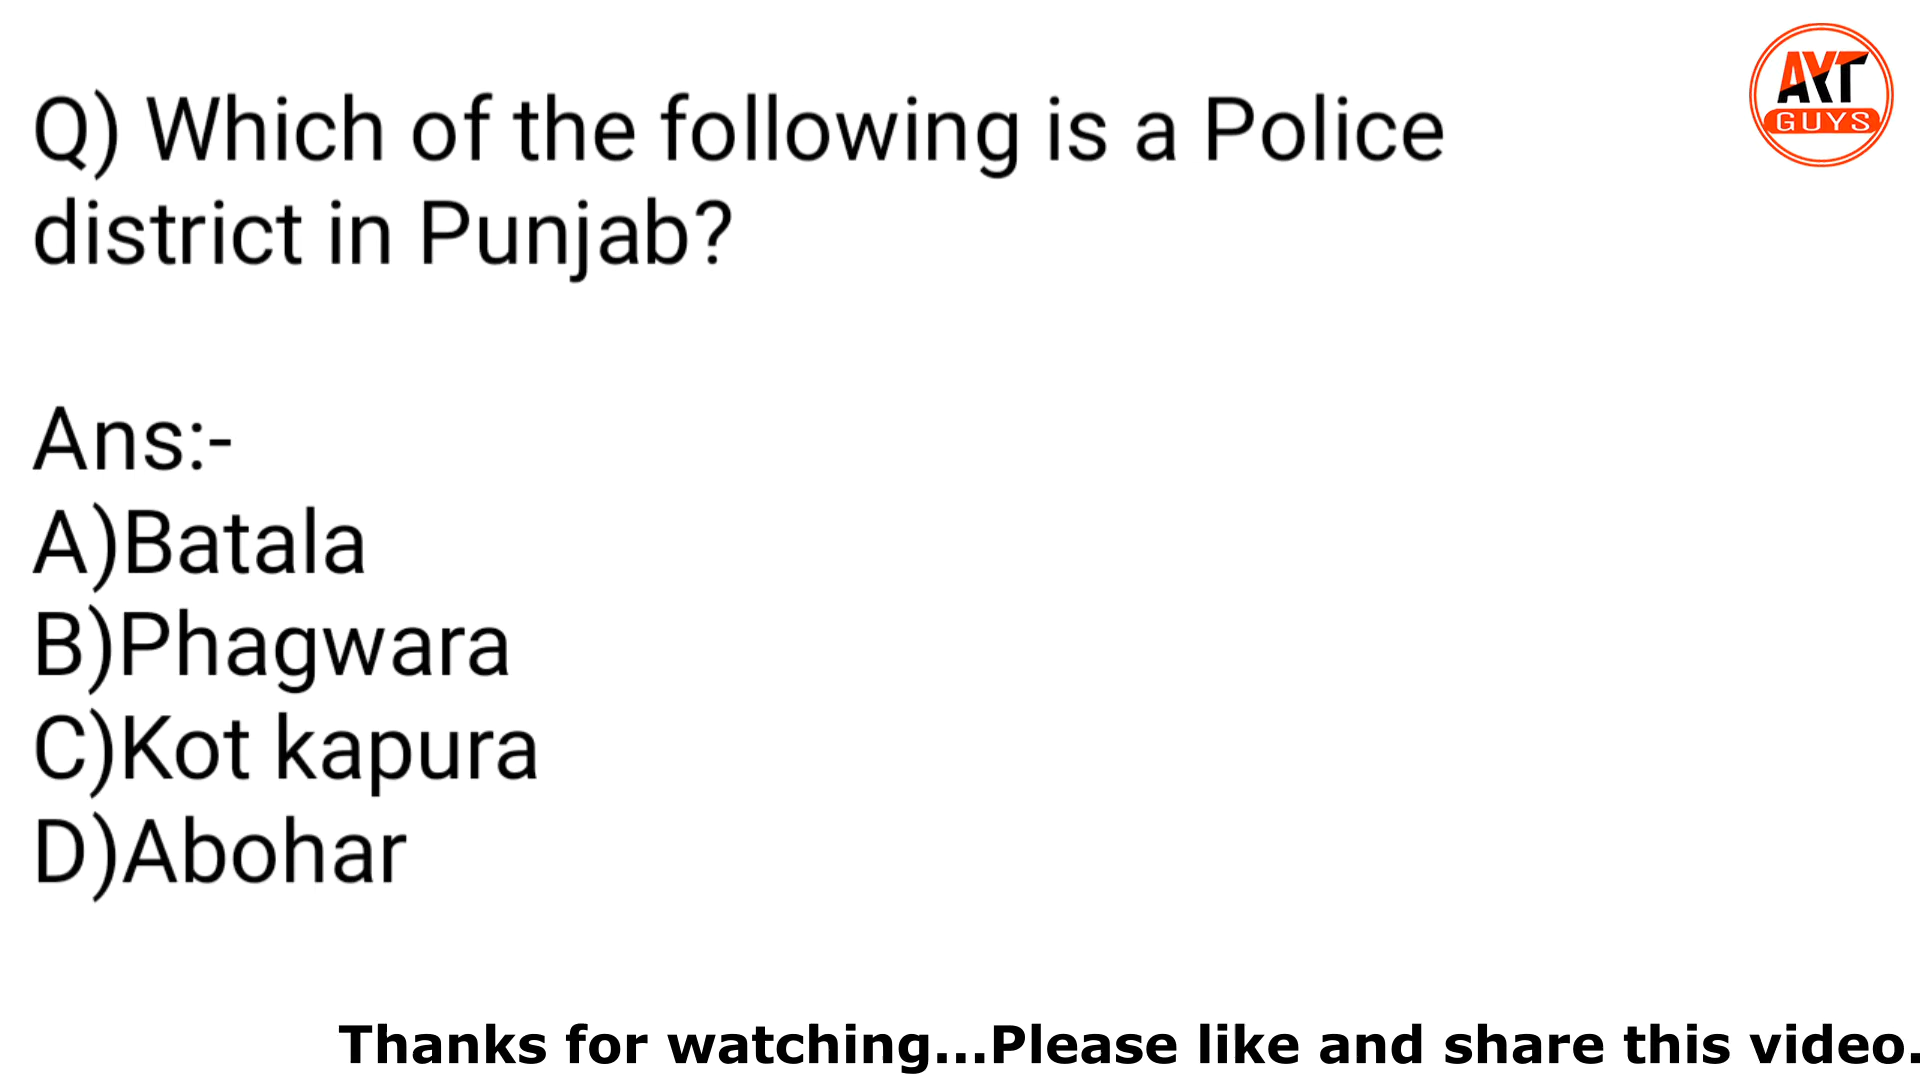 AXT
GUYS
Q) Which of the following is a Police
district in Punjab?
Ans:-
A)Batala
B)Phagwara
C)Kot kapura
D)Abohar
Thanks for watching...Please like and share this video.